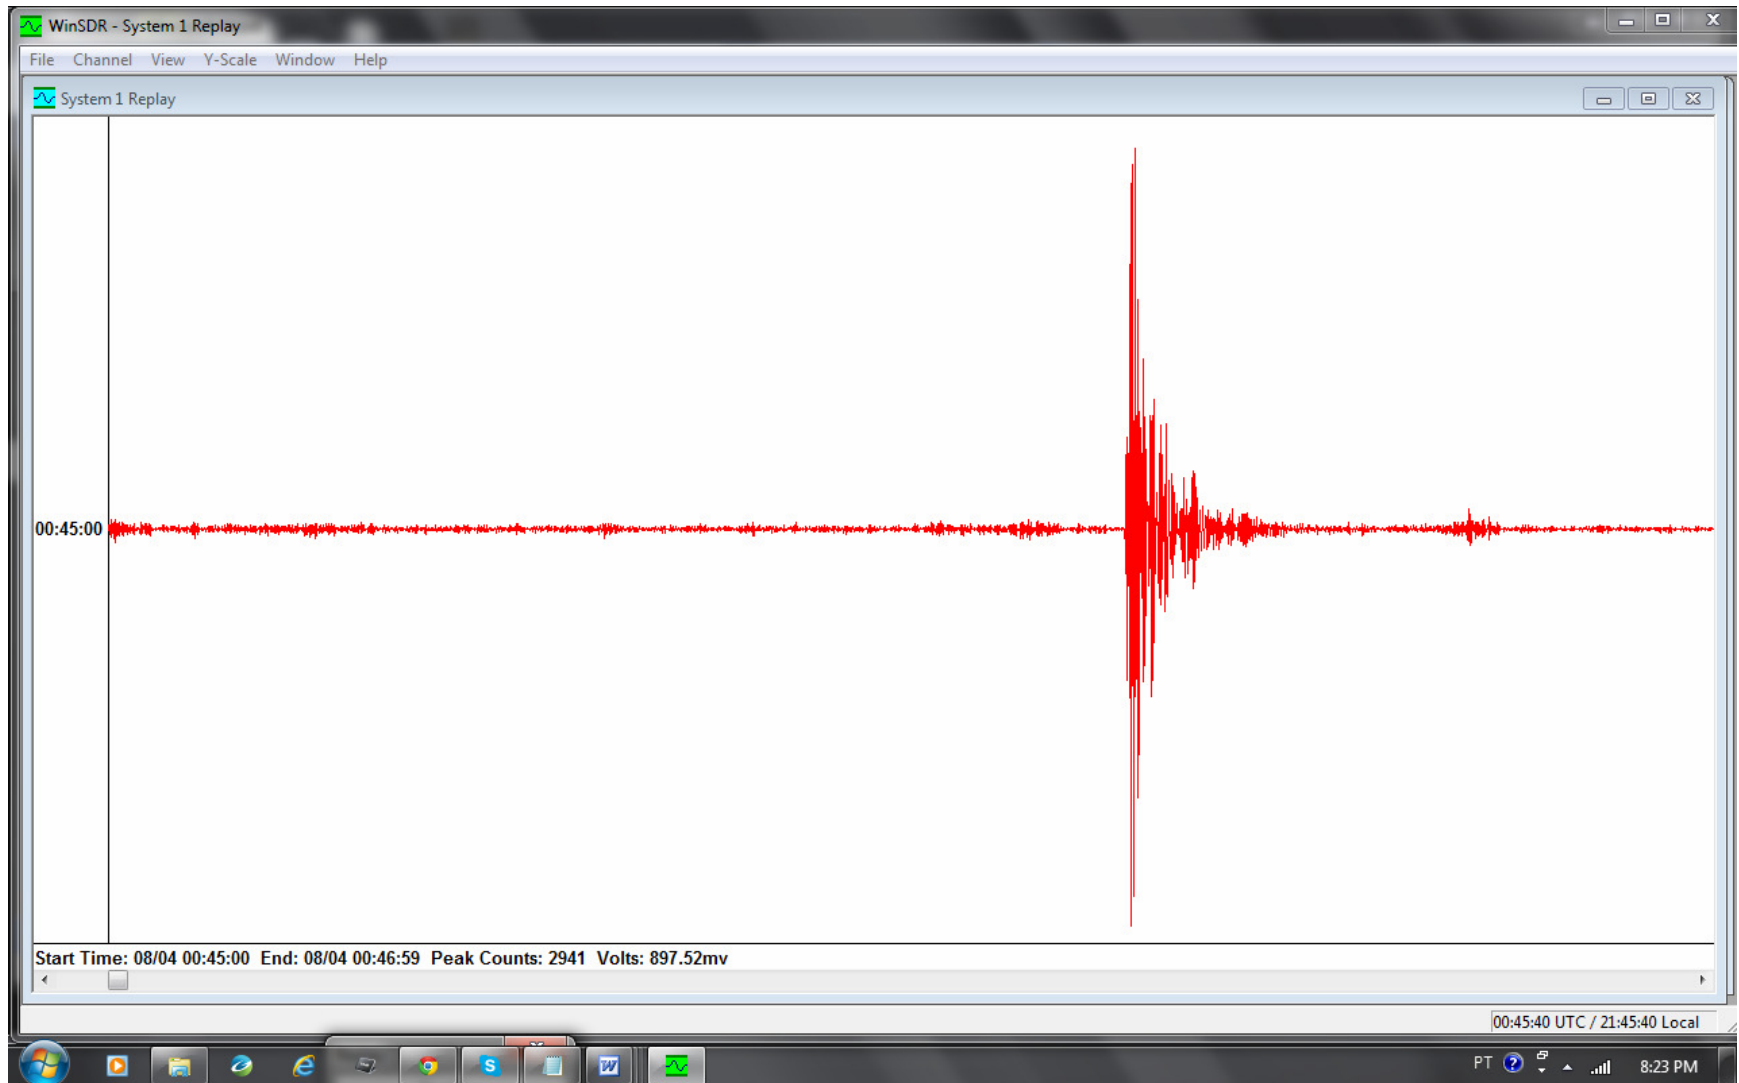 WinSDR - System 1 Replay
File Channel View Y-Scale Window Help
System 1 Replay
00:45:00
Start Time: 08/04 00:45:00 End: 08/04 00:46:59 Peak Counts: 2941 Volts: 897.52mv
00:45:40 UTC / 21:45:40 Local
PT 8:23 PM